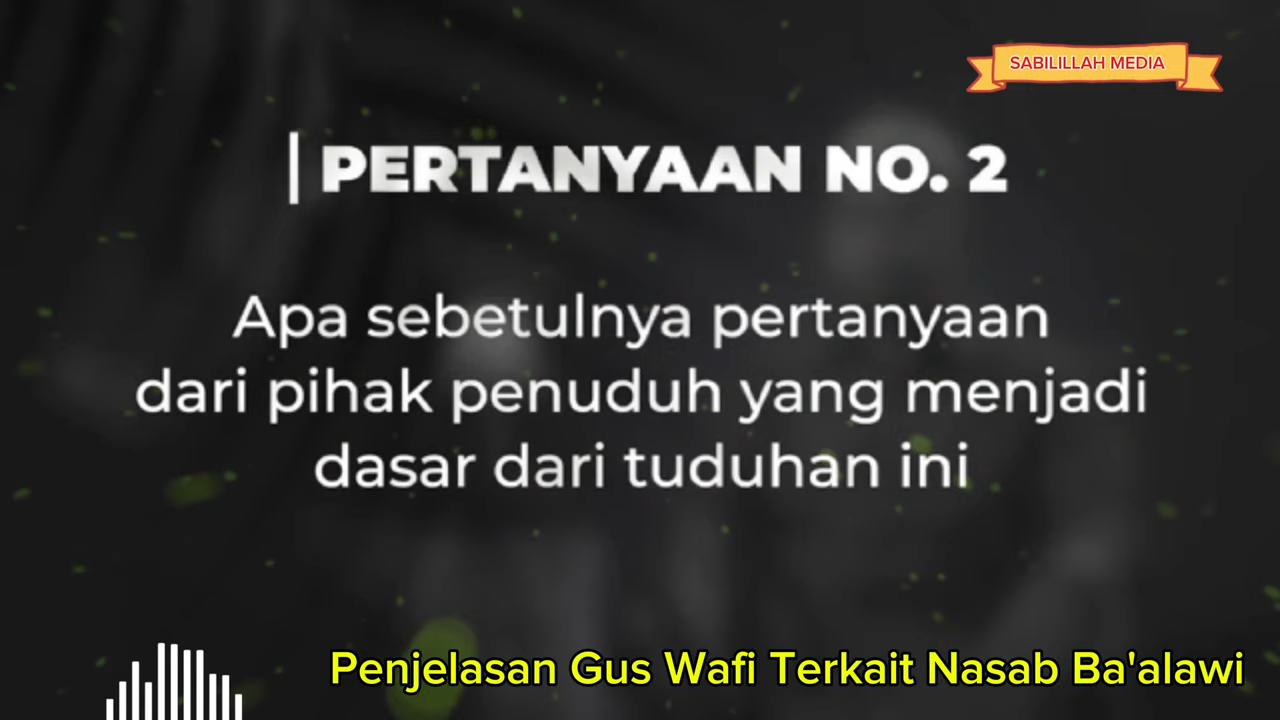 SABILILLAH MEDIA
| PERTANYAAN NO. 2
Apa sebetulnya pertanyaan
dari pihak penuduh yang menjadi
dasar dari tuduhan ini
Penjelasan Gus Wafi Terkait Nasab Ba'alawi